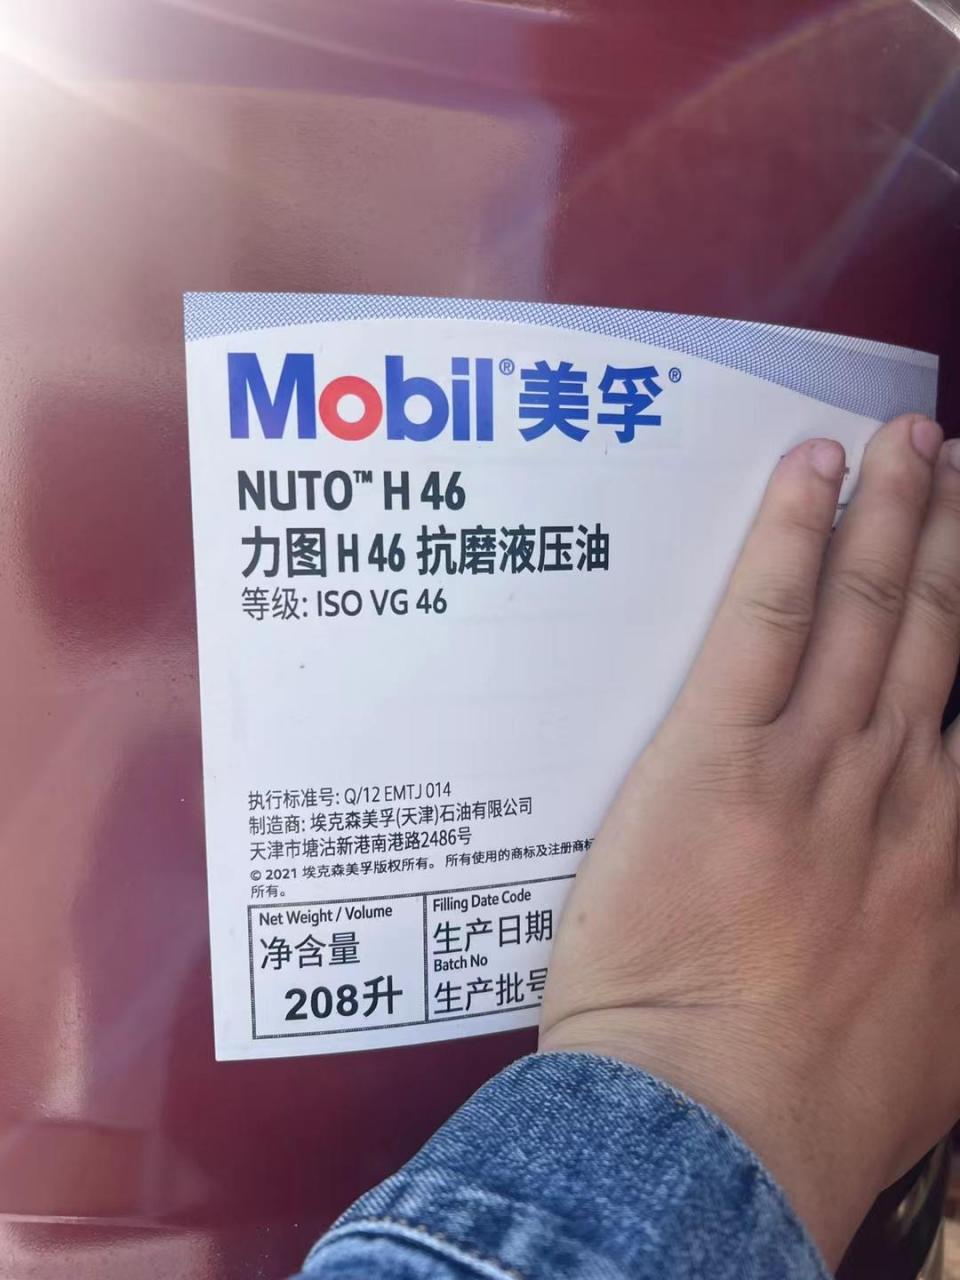 Mobil® 美孚®
NUTO™ H 46
力图 H 46 抗磨液压油
等级: ISO VG 46
执行标准号: Q/12 EMTJ 014
制造商: 埃克森美孚(天津)石油有限公司
天津市塘沽新港南港路2486号
© 2021 埃克森美孚版权所有。 所有使用的商标及注册商标
所有。
Net Weight / Volume
净含量
208升
Filling Date Code
生产日期
Batch No
生产批号